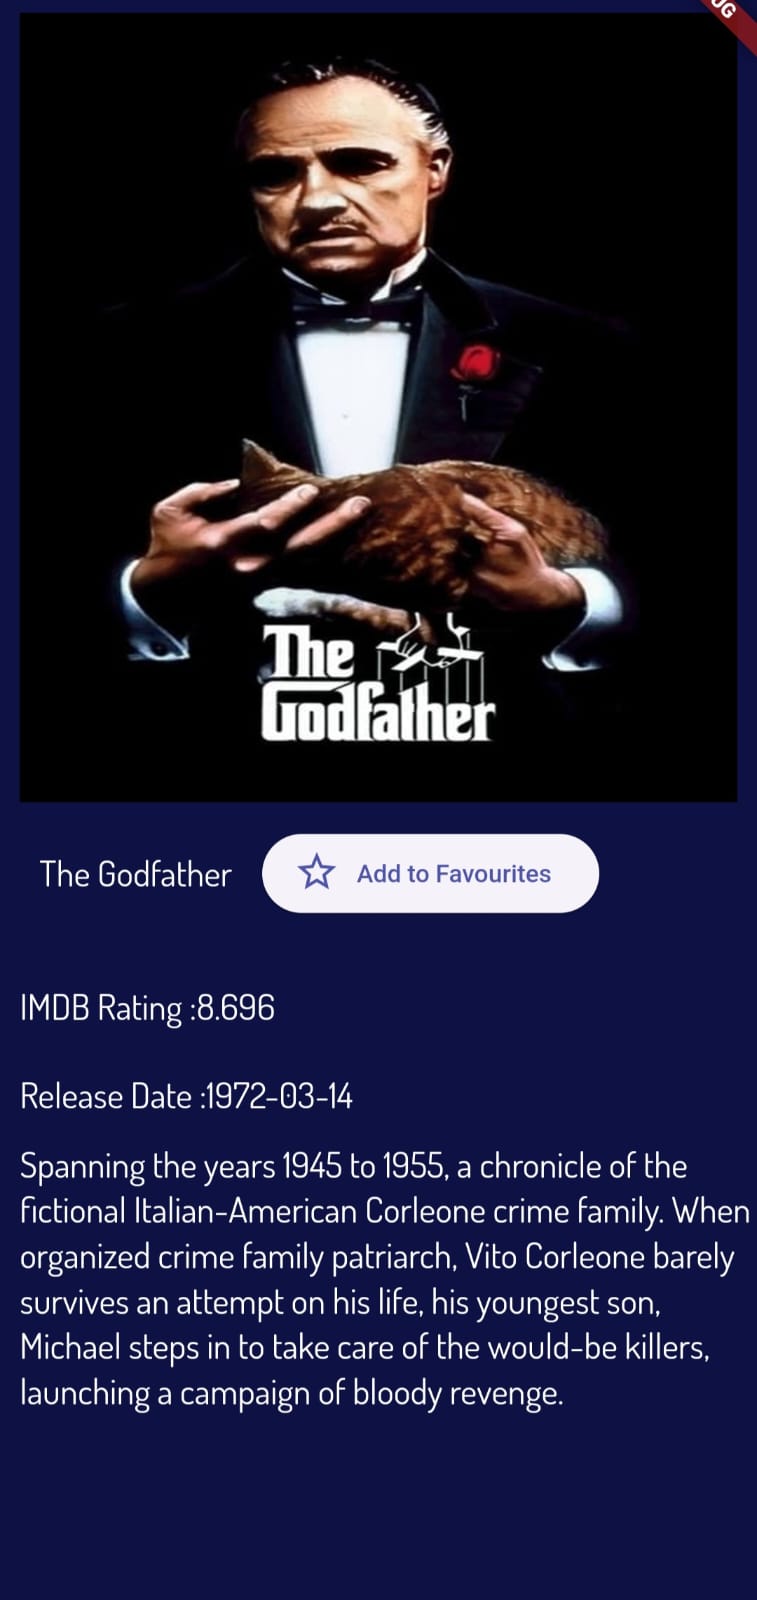 UG
The
Godfather
The Godfather
Add to Favourites
IMDB Rating :8.696
Release Date :1972-03-14
Spanning the years 1945 to 1955, a chronicle of the
fictional Italian-American Corleone crime family. When
organized crime family patriarch, Vito Corleone barely
survives an attempt on his life, his youngest son,
Michael steps in to take care of the would-be killers,
launching a campaign of bloody revenge.